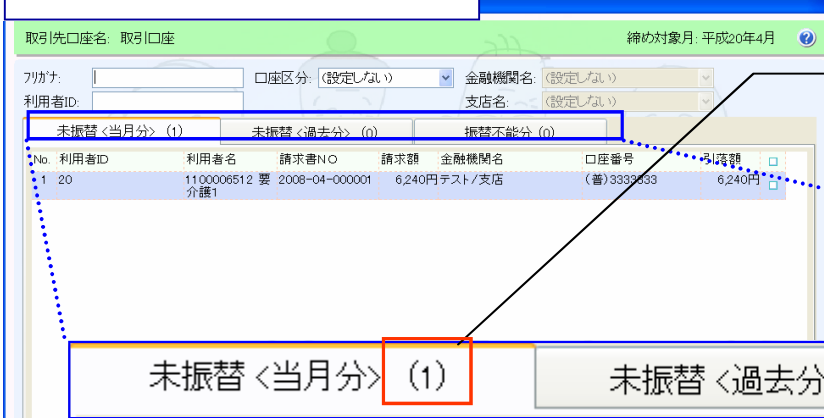 取引先口座名: 取引口座 締め対象月: 平成20年4月
ﾌﾘｶﾞﾅ: 口座区分: (設定しない) 金融機関名: (設定しない)
利用者ID: 支店名: (設定しない)
未振替<当月分> (1) 未振替<過去分> (0) 振替不能分 (0)
No. 利用者ID 利用者名 請求書NO 請求額 金融機関名 口座番号 引落額
1 20 1100006512 要介護1 2008-04-000001 6,240円 テスト/支店 (普)3333333 6,240円
未振替<当月分> (1) 未振替<過去分